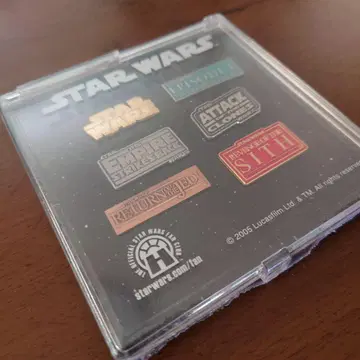 STAR WARS
EPISODE I
STAR
WARS
ATTACK
OF THE
CLONES
THE
EMPIRE
STRIKES BACK
REVENGE OF THE
SITH
RETURN OF THE JEDI
THE OFFICIAL STAR WARS FAN CLUB
starwars.com/fan
© 2005 Lucasfilm Ltd. & TM. All rights reserved